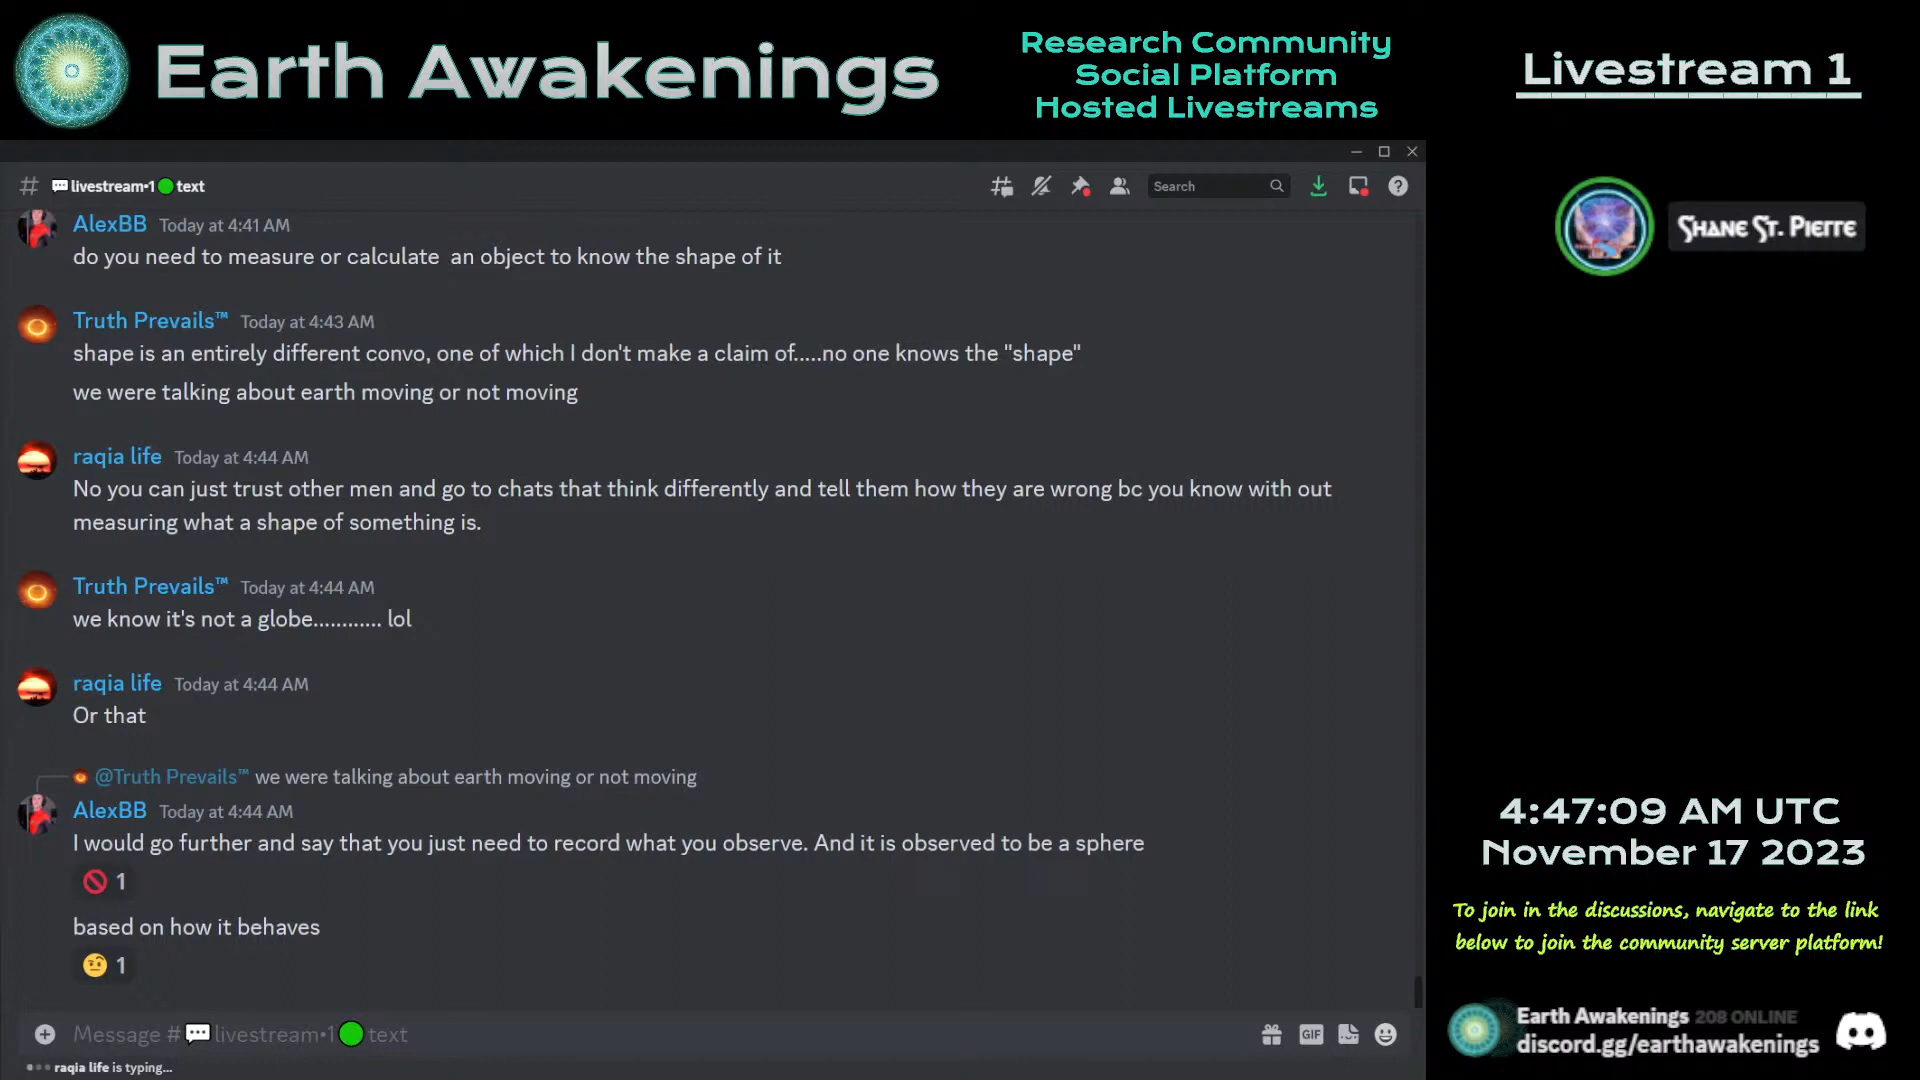 Earth Awakenings
Research Community
Social Platform
Hosted Livestreams
Livestream 1
# livestream•1 text
Search
SHANE ST. PIERRE
AlexBB Today at 4:41 AM
do you need to measure or calculate an object to know the shape of it
Truth Prevails™ Today at 4:43 AM
shape is an entirely different convo, one of which I don't make a claim of.....no one knows the "shape"
we were talking about earth moving or not moving
raqia life Today at 4:44 AM
No you can just trust other men and go to chats that think differently and tell them how they are wrong bc you know with out
measuring what a shape of something is.
Truth Prevails™ Today at 4:44 AM
we know it's not a globe............ lol
raqia life Today at 4:44 AM
Or that
@Truth Prevails™ we were talking about earth moving or not moving
AlexBB Today at 4:44 AM
I would go further and say that you just need to record what you observe. And it is observed to be a sphere
1
based on how it behaves
1
Message # livestream•1 text
GIF
raqia life is typing...
4:47:09 AM UTC
November 17 2023
To join in the discussions, navigate to the link
below to join the community server platform!
Earth Awakenings 208 ONLINE
discord.gg/earthawakenings